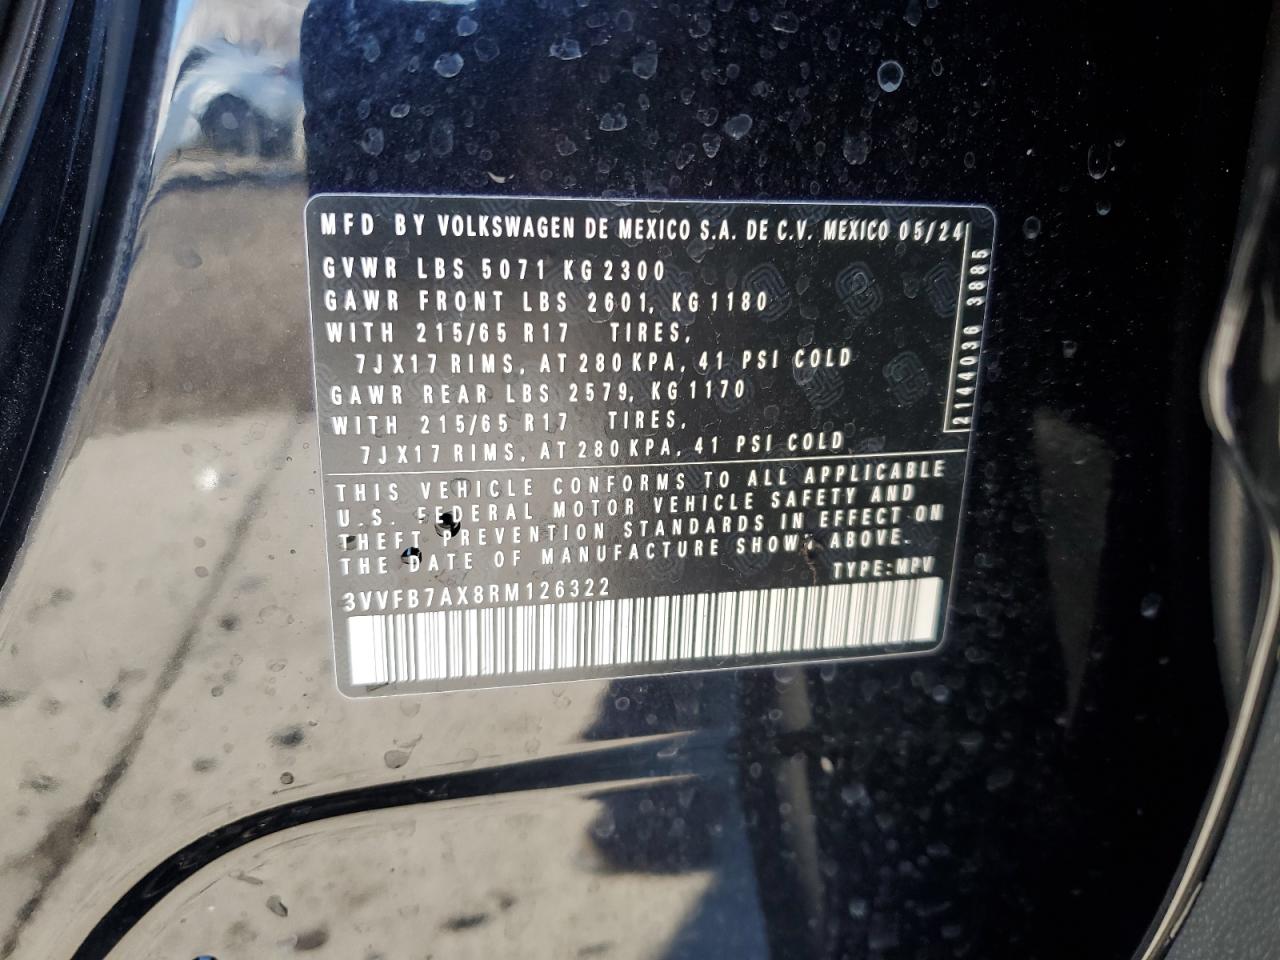 MFD BY VOLKSWAGEN DE MEXICO S.A. DE C.V. MEXICO 05/24
GVWR LBS 5071 KG 2300
GAWR FRONT LBS 2601, KG 1180
WITH 215/65 R17 TIRES,
7JX17 RIMS, AT 280 KPA, 41 PSI COLD
GAWR REAR LBS 2579, KG 1170
WITH 215/65 R17 TIRES,
7JX17 RIMS, AT 280 KPA, 41 PSI COLD
2144036 3885
THIS VEHICLE CONFORMS TO ALL APPLICABLE
U.S. FEDERAL MOTOR VEHICLE SAFETY AND
THEFT PREVENTION STANDARDS IN EFFECT ON
THE DATE OF MANUFACTURE SHOWN ABOVE.
TYPE:MPV
3VVFB7AX8RM126322